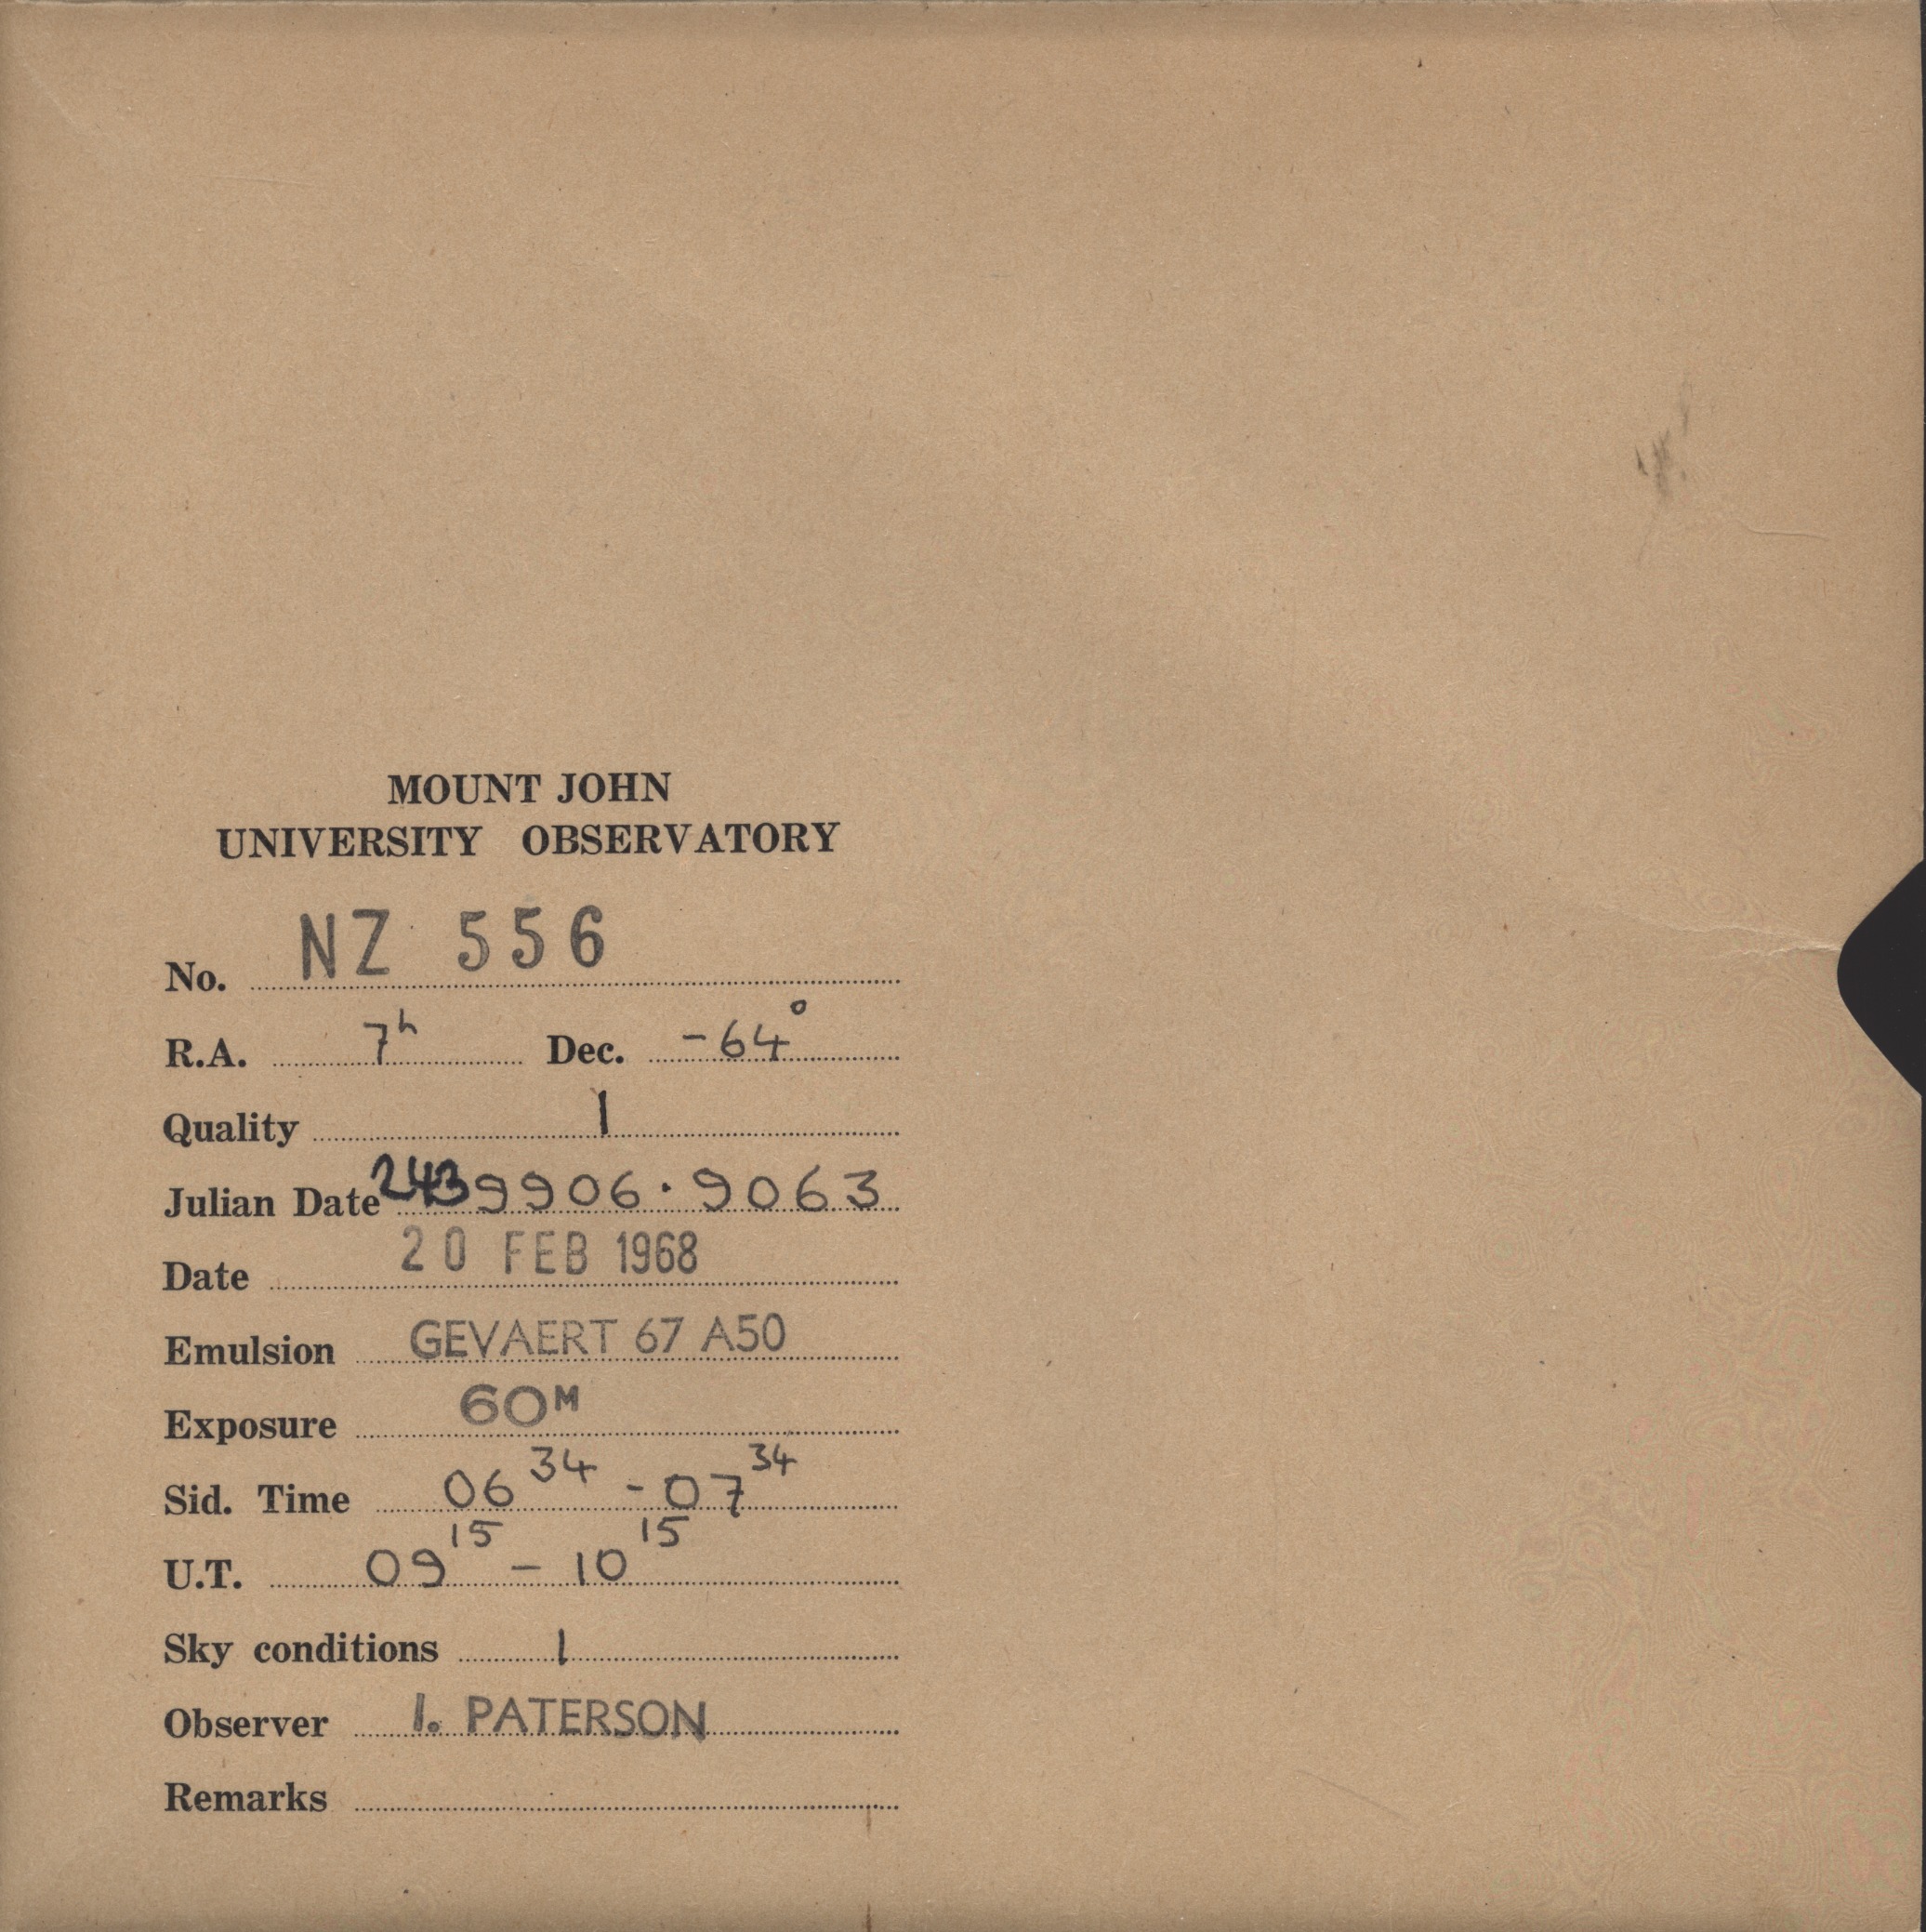 MOUNT JOHN
UNIVERSITY OBSERVATORY
No. NZ 556
R.A. 7h Dec. -64°
Quality 1
Julian Date 2439906.9063
Date 20 FEB 1968
Emulsion GEVAERT 67 A50
Exposure 60M
Sid. Time 06 34 - 07 34
U.T. 09 15 - 10 15
Sky conditions 1
Observer I. PATERSON
Remarks